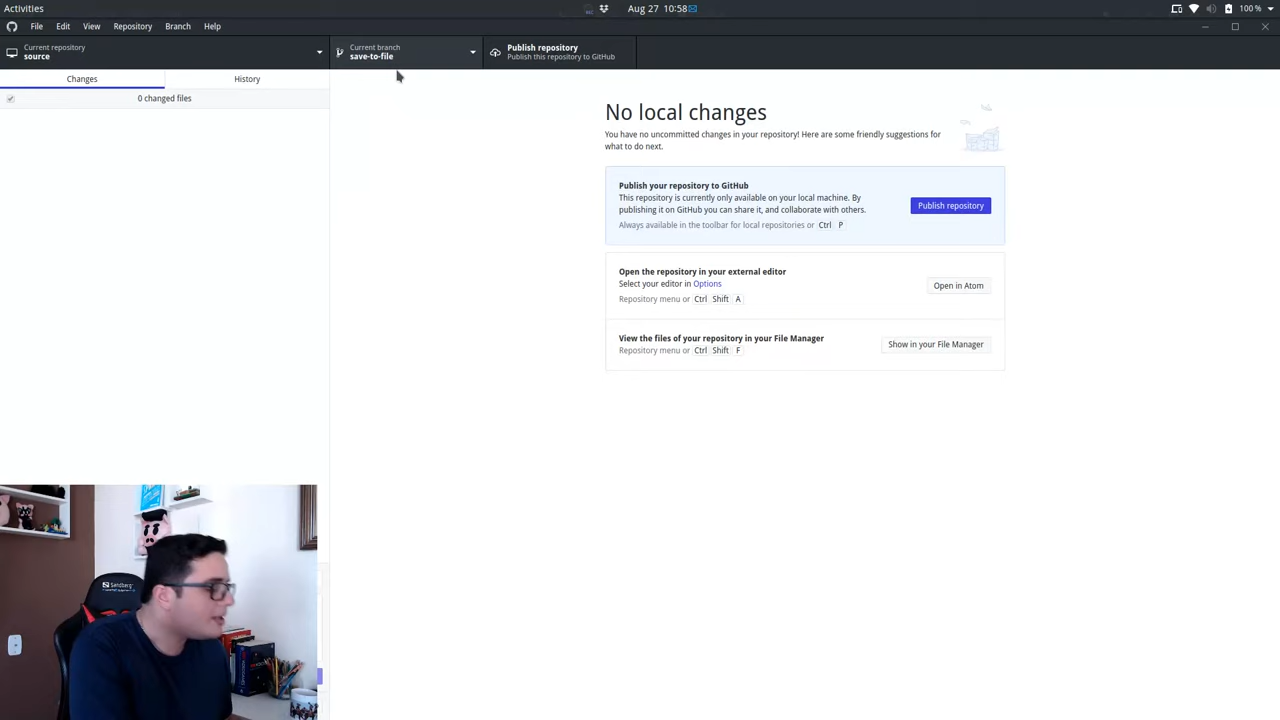 Activities
Aug 27 10:58
100 %
File Edit View Repository Branch Help
Current repository
source
Current branch
save-to-file
Publish repository
Publish this repository to GitHub
Changes
History
0 changed files
No local changes
You have no uncommitted changes in your repository! Here are some friendly suggestions for
what to do next.
Publish your repository to GitHub
This repository is currently only available on your local machine. By
publishing it on GitHub you can share it, and collaborate with others.
Always available in the toolbar for local repositories or Ctrl P
Publish repository
Open the repository in your external editor
Select your editor in Options
Repository menu or Ctrl Shift A
Open in Atom
View the files of your repository in your File Manager
Repository menu or Ctrl Shift F
Show in your File Manager
Sandberg